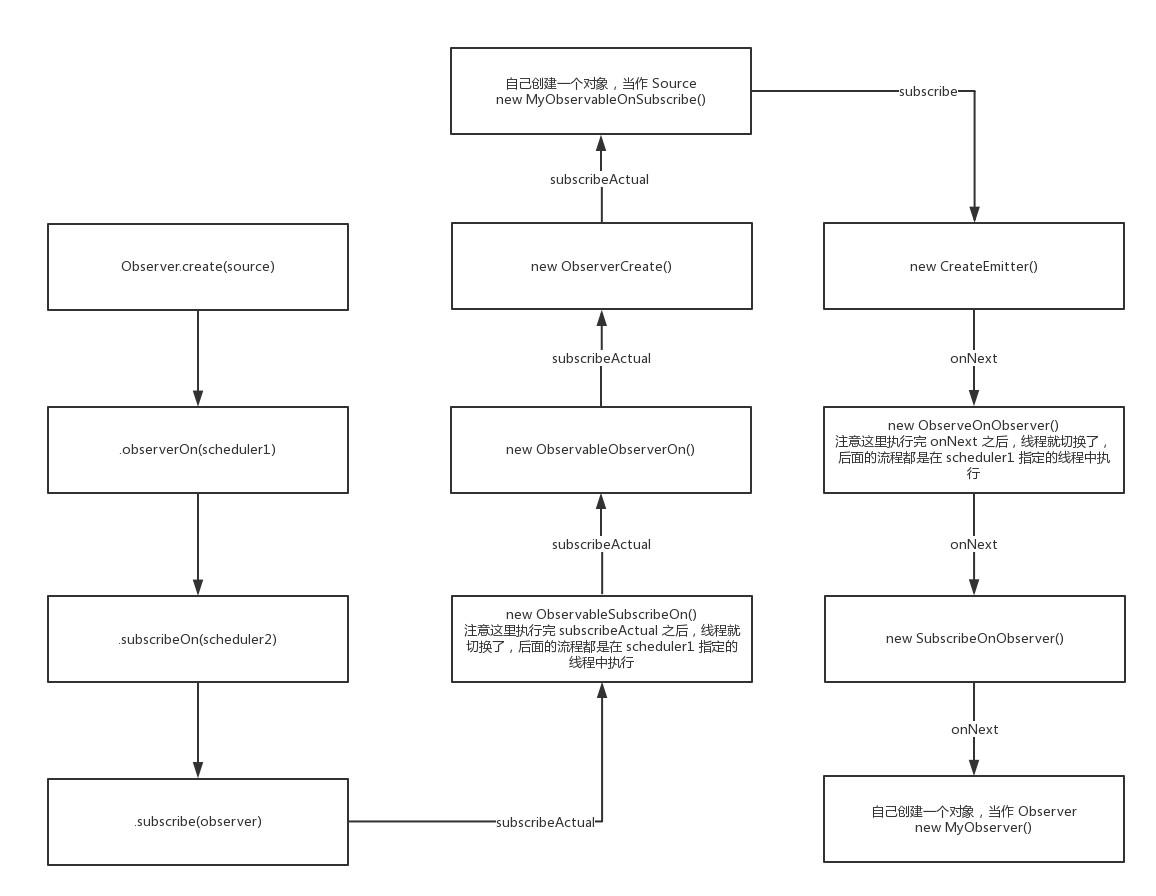 Observer.create(source)
.observerOn(scheduler1)
.subscribeOn(scheduler2)
.subscribe(observer)
subscribeActual
new ObservableSubscribeOn()
注意这里执行完 subscribeActual 之后，线程就
切换了，后面的流程都是在 scheduler1 指定的
线程中执行
subscribeActual
new ObservableObserverOn()
subscribeActual
new ObserverCreate()
subscribeActual
自己创建一个对象，当作 Source
new MyObservableOnSubscribe()
subscribe
new CreateEmitter()
onNext
new ObserveOnObserver()
注意这里执行完 onNext 之后，线程就切换了，
后面的流程都是在 scheduler1 指定的线程中执
行
onNext
new SubscribeOnObserver()
onNext
自己创建一个对象，当作 Observer
new MyObserver()